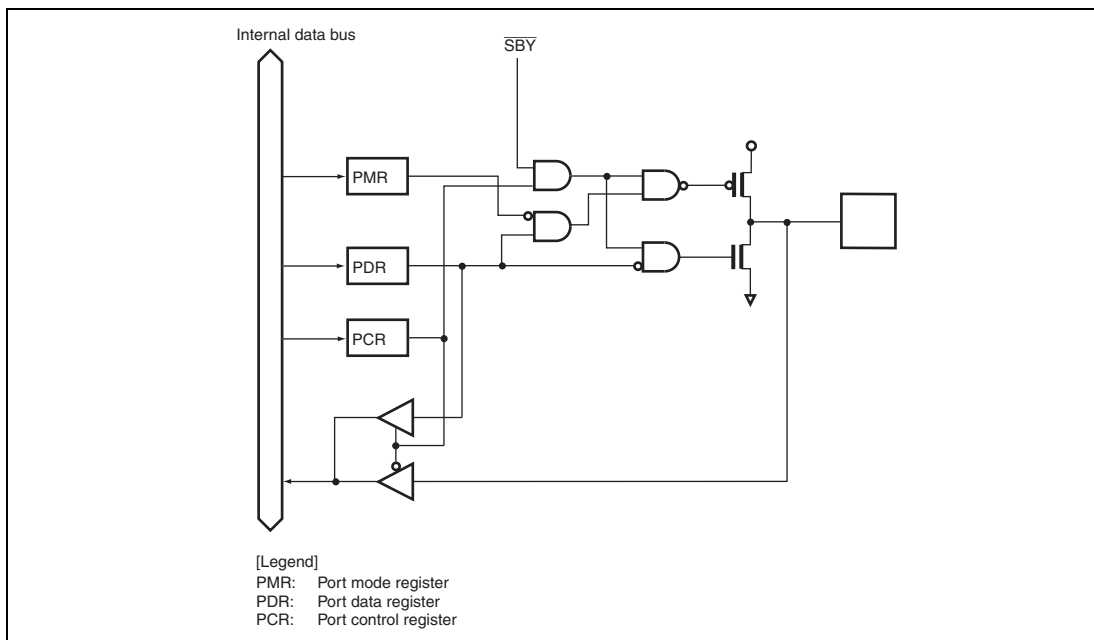 Internal data bus
S̅B̅Y̅
PMR
PDR
PCR
[Legend]
PMR: Port mode register
PDR: Port data register
PCR: Port control register